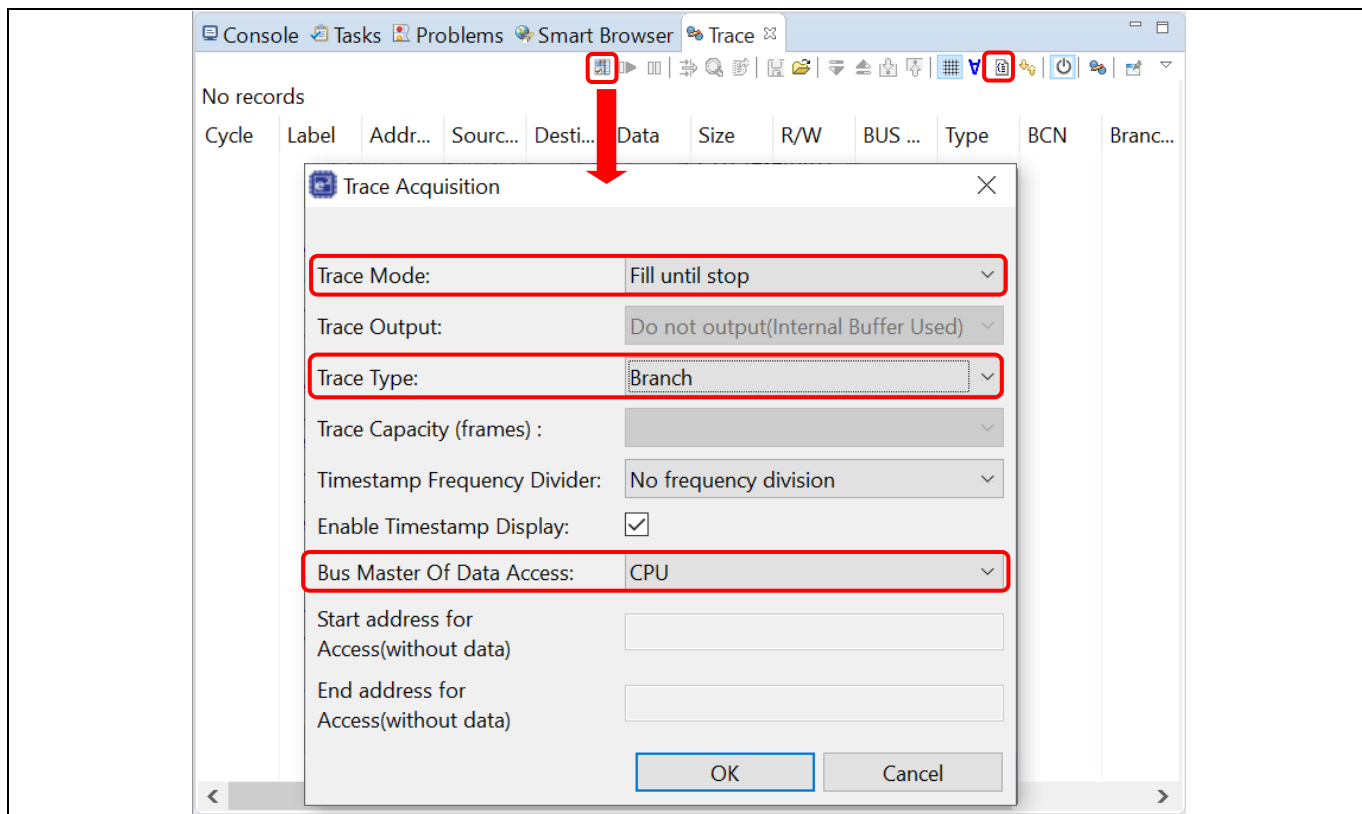 Console Tasks Problems Smart Browser Trace
No records
Cycle Label Addr... Sourc... Desti... Data Size R/W BUS ... Type BCN Branc...
Trace Acquisition
Trace Mode: Fill until stop
Trace Output: Do not output(Internal Buffer Used)
Trace Type: Branch
Trace Capacity (frames) :
Timestamp Frequency Divider: No frequency division
Enable Timestamp Display:
Bus Master Of Data Access: CPU
Start address for
Access(without data)
End address for
Access(without data)
OK Cancel